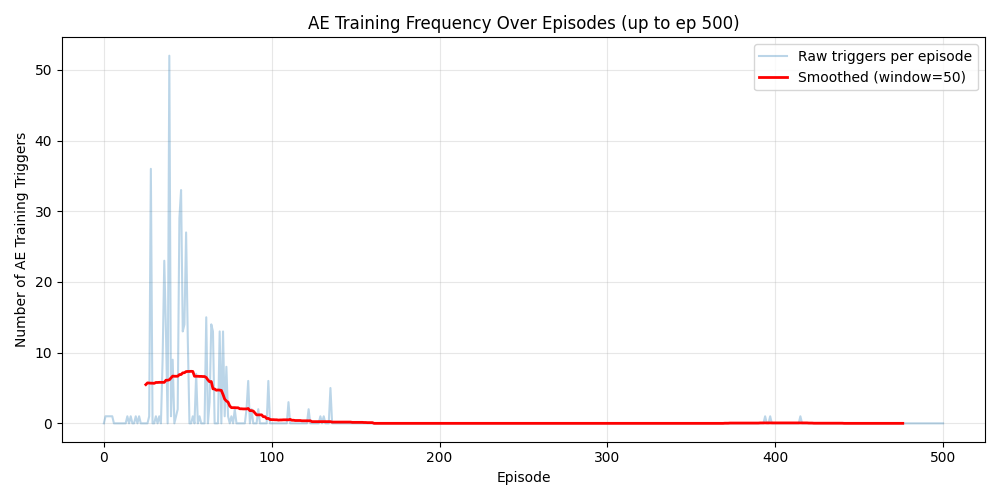 AE Training Frequency Over Episodes (up to ep 500)
Raw triggers per episode
Smoothed (window=50)
Number of AE Training Triggers
50
40
30
20
10
0
0 100 200 300 400 500
Episode